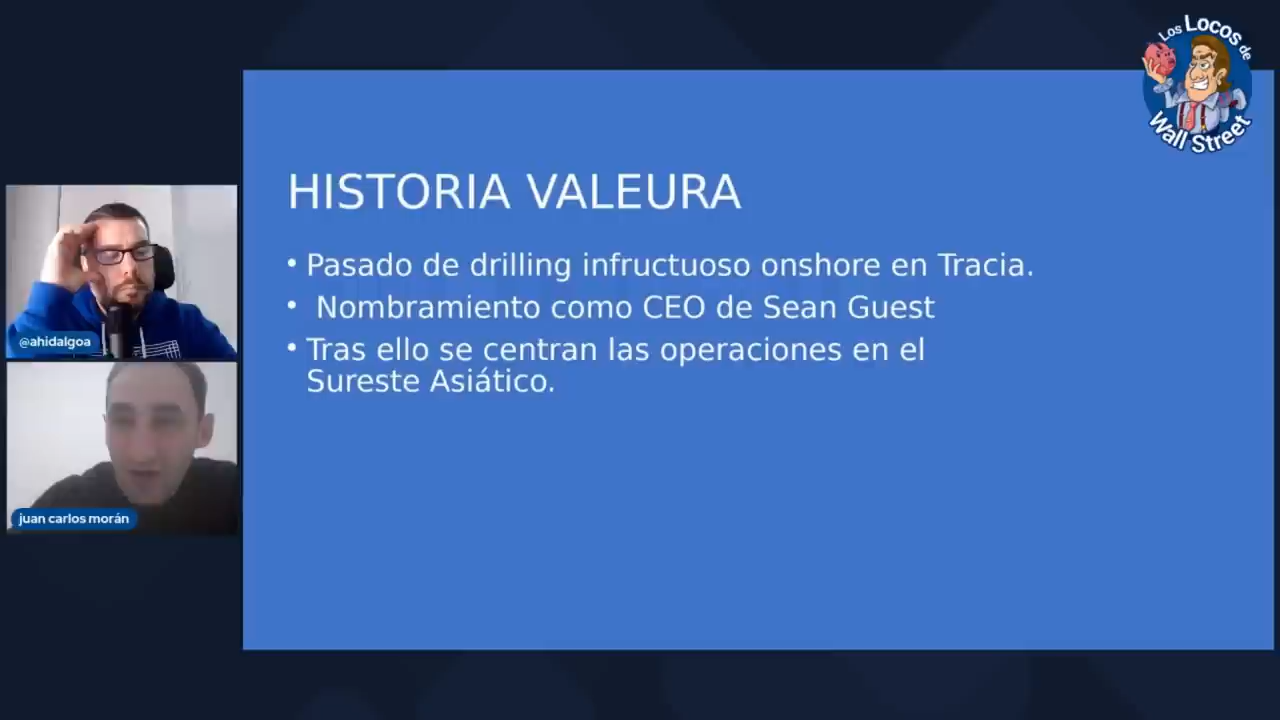 Los Locos de
Wall Street
HISTORIA VALEURA
• Pasado de drilling infructuoso onshore en Tracia.
• Nombramiento como CEO de Sean Guest
• Tras ello se centran las operaciones en el
Sureste Asiático.
@ahidalgoa
juan carlos morán